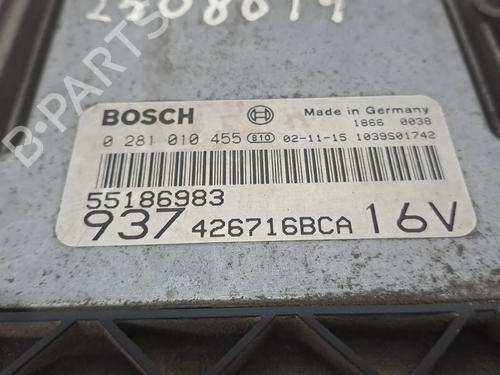 2208019
BOSCH Made in Germany
1866 0038
0 281 010 455 810 02-11-15 1039S01742
55186983
937 426716BCA 16V
B-Parts